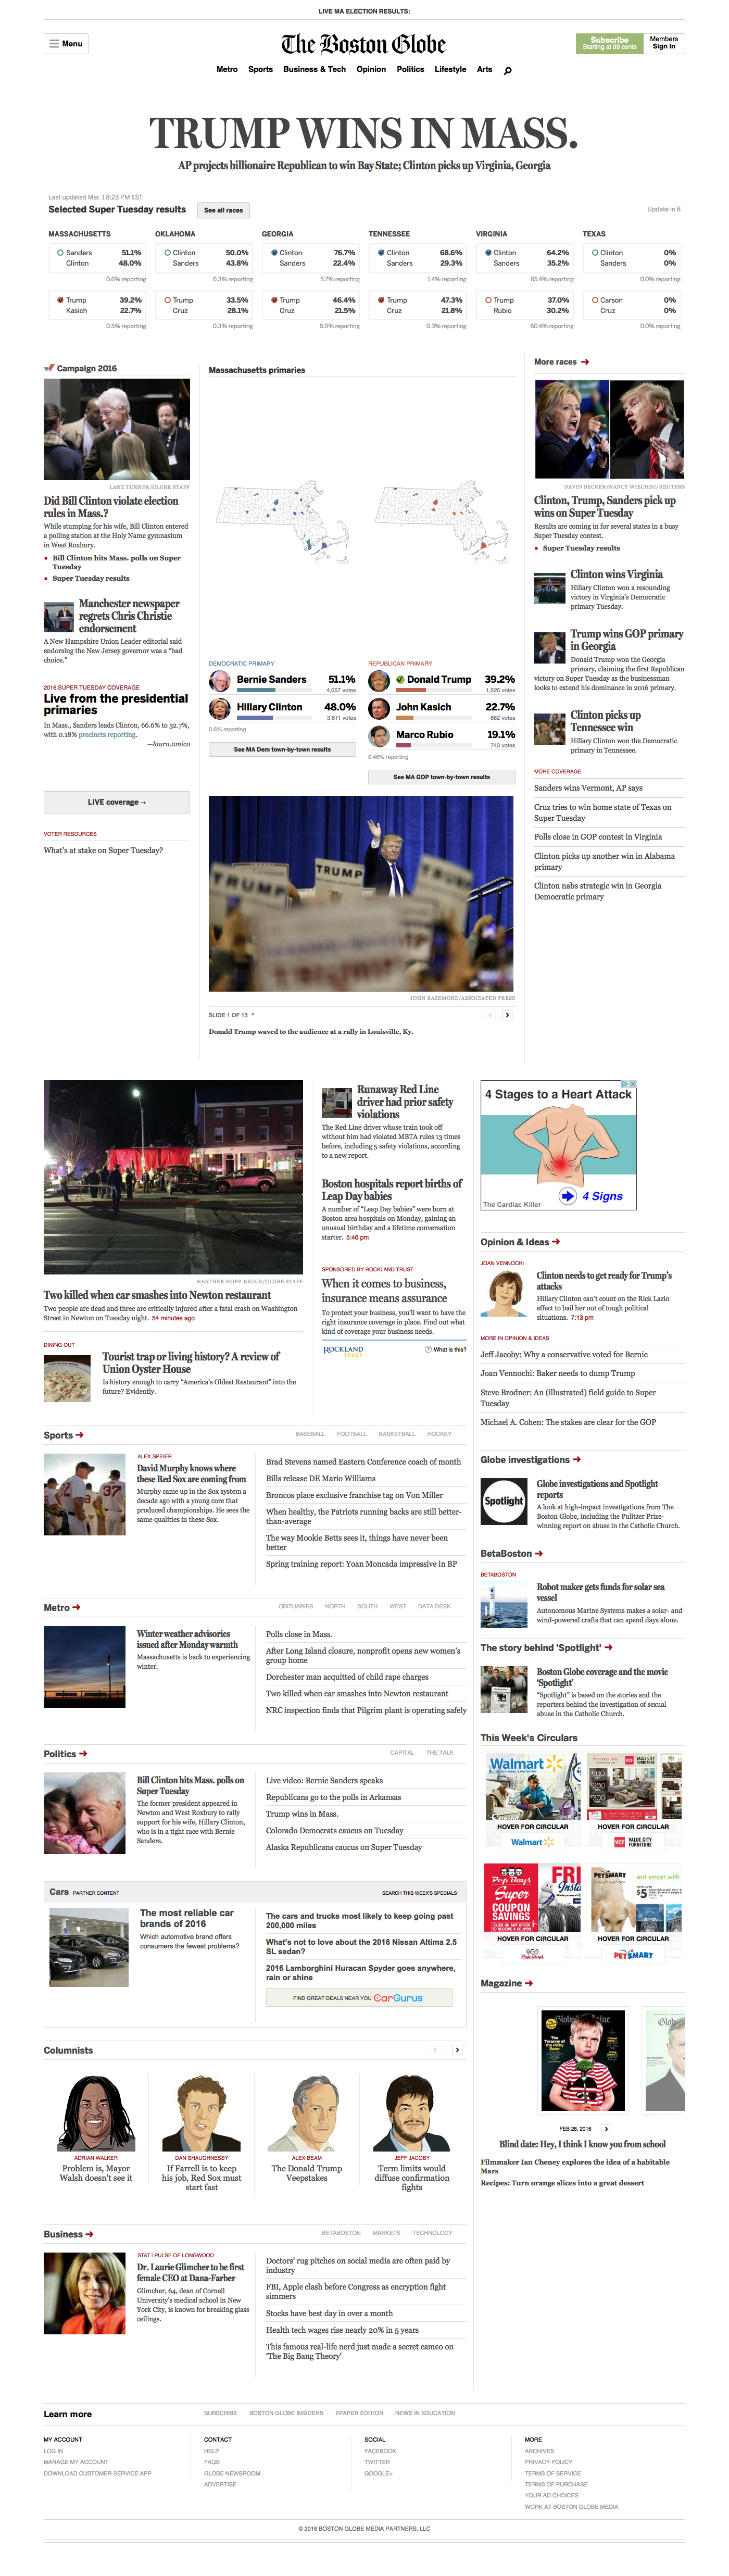 LIVE MA ELECTION RESULTS:
Menu
The Boston Globe
Subscribe
Starting at 99 cents
Members
Sign In
Metro Sports Business & Tech Opinion Politics Lifestyle Arts
TRUMP WINS IN MASS.
AP projects billionaire Republican to win Bay State; Clinton picks up Virginia, Georgia
Last updated Mar. 1 8:23 PM EST
Selected Super Tuesday results
See all races
Update in 8
MASSACHUSETTS
Sanders 51.1%
Clinton 48.0%
0.6% reporting
Trump 39.2%
Kasich 22.7%
0.5% reporting
OKLAHOMA
Clinton 50.0%
Sanders 43.8%
0.3% reporting
Trump 33.5%
Cruz 28.1%
0.3% reporting
GEORGIA
Clinton 76.7%
Sanders 22.4%
5.7% reporting
Trump 46.4%
Cruz 21.5%
5.0% reporting
TENNESSEE
Clinton 68.6%
Sanders 29.3%
1.4% reporting
Trump 47.3%
Cruz 21.8%
0.3% reporting
VIRGINIA
Clinton 64.2%
Sanders 35.2%
65.4% reporting
Trump 37.0%
Rubio 30.2%
60.4% reporting
TEXAS
Clinton 0%
Sanders 0%
0.0% reporting
Carson 0%
Cruz 0%
0.0% reporting
Campaign 2016
LANE TURNER/GLOBE STAFF
Did Bill Clinton violate election
rules in Mass.?
While stumping for his wife, Bill Clinton entered
a polling station at the Holy Name gymnasium
in West Roxbury.
Bill Clinton hits Mass. polls on Super
Tuesday
Super Tuesday results
Manchester newspaper
regrets Chris Christie
endorsement
A New Hampshire Union Leader editorial said
endorsing the New Jersey governor was a “bad
choice.”
2016 SUPER TUESDAY COVERAGE
Live from the presidential
primaries
In Mass., Sanders leads Clinton, 66.6% to 32.7%,
with 0.18% precincts reporting.
—laura.amico
LIVE coverage →
VOTER RESOURCES
What's at stake on Super Tuesday?
Massachusetts primaries
DEMOCRATIC PRIMARY
Bernie Sanders 51.1%
4,057 votes
Hillary Clinton 48.0%
3,811 votes
0.6% reporting
See MA Dem town-by-town results
REPUBLICAN PRIMARY
Donald Trump 39.2%
1,525 votes
John Kasich 22.7%
882 votes
Marco Rubio 19.1%
743 votes
0.46% reporting
See MA GOP town-by-town results
TRUMP
JOHN BAZEMORE/ASSOCIATED PRESS
SLIDE 1 OF 13
Donald Trump waved to the audience at a rally in Louisville, Ky.
More races
DAVID BECKER/NANCY WIECHEC/REUTERS
Clinton, Trump, Sanders pick up
wins on Super Tuesday
Results are coming in for several states in a busy
Super Tuesday contest.
Super Tuesday results
Clinton wins Virginia
Hillary Clinton won a resounding
victory in Virginia's Democratic
primary Tuesday.
Trump wins GOP primary
in Georgia
Donald Trump won the Georgia
primary, claiming the first Republican
victory on Super Tuesday as the businessman
looks to extend his dominance in 2016 primary.
Clinton picks up
Tennessee win
Hillary Clinton won the Democratic
primary in Tennessee.
MORE COVERAGE
Sanders wins Vermont, AP says
Cruz tries to win home state of Texas on
Super Tuesday
Polls close in GOP contest in Virginia
Clinton picks up another win in Alabama
primary
Clinton nabs strategic win in Georgia
Democratic primary
HEATHER HOPP-BRUCE/GLOBE STAFF
Two killed when car smashes into Newton restaurant
Two people are dead and three are critically injured after a fatal crash on Washington
Street in Newton on Tuesday night. 54 minutes ago
DINING OUT
Tourist trap or living history? A review of
Union Oyster House
Is history enough to carry “America's Oldest Restaurant” into the
future? Evidently.
Runaway Red Line
driver had prior safety
violations
The Red Line driver whose train took off
without him had violated MBTA rules 13 times
before, including 5 safety violations, according
to a new report.
Boston hospitals report births of
Leap Day babies
A number of “Leap Day babies” were born at
Boston area hospitals on Monday, gaining an
unusual birthday and a lifetime conversation
starter. 5:46 pm
SPONSORED BY ROCKLAND TRUST
When it comes to business,
insurance means assurance
To protect your business, you'll want to have the
right insurance coverage in place. Find out what
kind of coverage your business needs.
ROCKLAND
TRUST
What is this?
4 Stages to a Heart Attack
The Cardiac Killer
4 Signs
Opinion & Ideas
JOAN VENNOCHI
Clinton needs to get ready for Trump's
attacks
Hillary Clinton can't count on the Rick Lazio
effect to bail her out of tough political
situations. 7:13 pm
MORE IN OPINION & IDEAS
Jeff Jacoby: Why a conservative voted for Bernie
Joan Vennochi: Baker needs to dump Trump
Steve Brodner: An (illustrated) field guide to Super
Tuesday
Michael A. Cohen: The stakes are clear for the GOP
Globe investigations
Spotlight
Globe investigations and Spotlight
reports
A look at high-impact investigations from The
Boston Globe, including the Pulitzer Prize-
winning report on abuse in the Catholic Church.
BetaBoston
BETABOSTON
Robot maker gets funds for solar sea
vessel
Autonomous Marine Systems makes a solar- and
wind-powered crafts that can spend days alone.
The story behind 'Spotlight'
Boston Globe coverage and the movie
'Spotlight'
“Spotlight” is based on the stories and the
reporters behind the investigation of sexual
abuse in the Catholic Church.
This Week's Circulars
Walmart
HOVER FOR CIRCULAR
Walmart
VALUE CITY FURNITURE
HOVER FOR CIRCULAR
VCF VALUE CITY
FURNITURE
Pep Boys
Super
COUPON
SAVINGS
HOVER FOR CIRCULAR
Pep Boys
PETSMART
eat smart with
$5
HOVER FOR CIRCULAR
PETSMART
Magazine
FEB 28, 2016
Blind date: Hey, I think I know you from school
Filmmaker Ian Cheney explores the idea of a habitable
Mars
Recipes: Turn orange slices into a great dessert
Sports
BASEBALL FOOTBALL BASKETBALL HOCKEY
ALEX SPEIER
David Murphy knows where
these Red Sox are coming from
Murphy came up in the Sox system a
decade ago with a young core that
produced championships. He sees the
same qualities in these Sox.
Brad Stevens named Eastern Conference coach of month
Bills release DE Mario Williams
Broncos place exclusive franchise tag on Von Miller
When healthy, the Patriots running backs are still better-
than-average
The way Mookie Betts sees it, things have never been
better
Spring training report: Yoan Moncada impressive in BP
Metro
OBITUARIES NORTH SOUTH WEST DATA DESK
Winter weather advisories
issued after Monday warmth
Massachusetts is back to experiencing
winter.
Polls close in Mass.
After Long Island closure, nonprofit opens new women's
group home
Dorchester man acquitted of child rape charges
Two killed when car smashes into Newton restaurant
NRC inspection finds that Pilgrim plant is operating safely
Politics
CAPITAL THE TALK
Bill Clinton hits Mass. polls on
Super Tuesday
The former president appeared in
Newton and West Roxbury to rally
support for his wife, Hillary Clinton,
who is in a tight race with Bernie
Sanders.
Live video: Bernie Sanders speaks
Republicans go to the polls in Arkansas
Trump wins in Mass.
Colorado Democrats caucus on Tuesday
Alaska Republicans caucus on Super Tuesday
Cars PARTNER CONTENT
SEARCH THIS WEEK'S SPECIALS
The most reliable car
brands of 2016
Which automotive brand offers
consumers the fewest problems?
The cars and trucks most likely to keep going past
200,000 miles
What's not to love about the 2016 Nissan Altima 2.5
SL sedan?
2016 Lamborghini Huracan Spyder goes anywhere,
rain or shine
FIND GREAT DEALS NEAR YOU CarGurus
Columnists
ADRIAN WALKER
Problem is, Mayor
Walsh doesn't see it
DAN SHAUGHNESSY
If Farrell is to keep
his job, Red Sox must
start fast
ALEX BEAM
The Donald Trump
Veepstakes
JEFF JACOBY
Term limits would
diffuse confirmation
fights
Business
BETABOSTON MARKETS TECHNOLOGY
STAT | PULSE OF LONGWOOD
Dr. Laurie Glimcher to be first
female CEO at Dana-Farber
Glimcher, 64, dean of Cornell
University's medical school in New
York City, is known for breaking glass
ceilings.
Doctors' rug pitches on social media are often paid by
industry
FBI, Apple clash before Congress as encryption fight
simmers
Stocks have best day in over a month
Health tech wages rise nearly 20% in 5 years
This famous real-life nerd just made a secret cameo on
'The Big Bang Theory'
Learn more
SUBSCRIBE BOSTON GLOBE INSIDERS EPAPER EDITION NEWS IN EDUCATION
MY ACCOUNT
LOG IN
MANAGE MY ACCOUNT
DOWNLOAD CUSTOMER SERVICE APP
CONTACT
HELP
FAQS
GLOBE NEWSROOM
ADVERTISE
SOCIAL
FACEBOOK
TWITTER
GOOGLE+
MORE
ARCHIVES
PRIVACY POLICY
TERMS OF SERVICE
TERMS OF PURCHASE
YOUR AD CHOICES
WORK AT BOSTON GLOBE MEDIA
© 2016 BOSTON GLOBE MEDIA PARTNERS, LLC